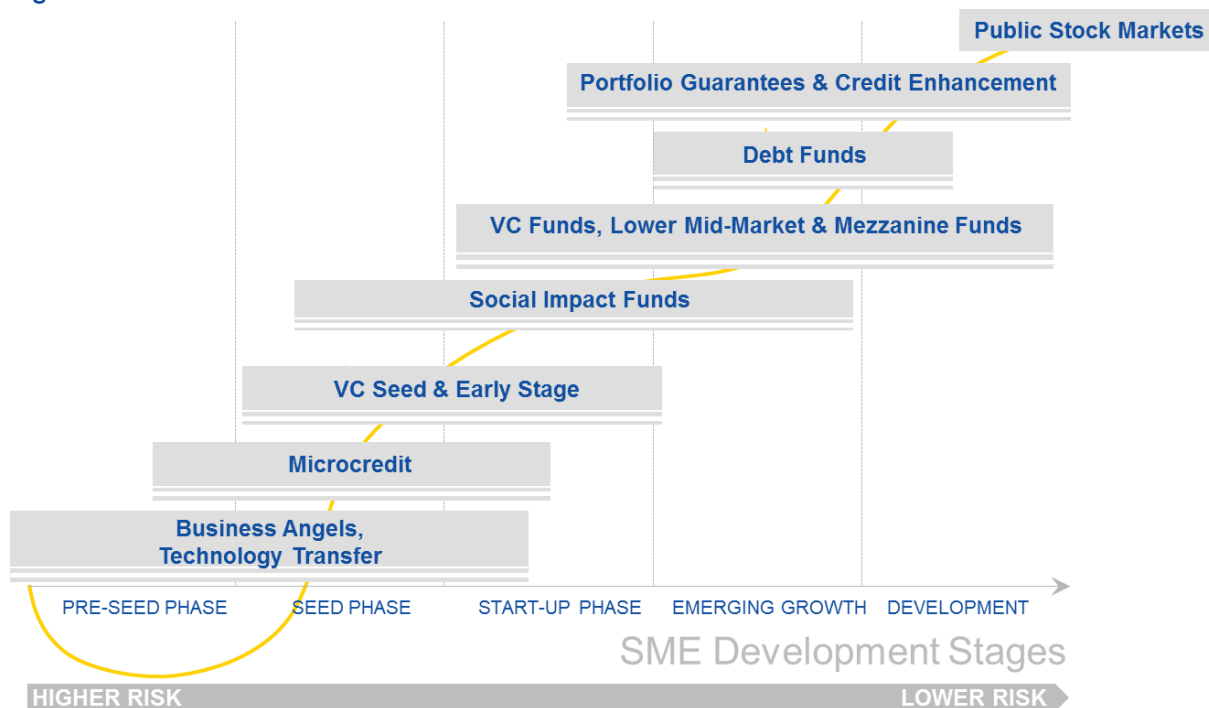 Public Stock Markets
Portfolio Guarantees & Credit Enhancement
Debt Funds
VC Funds, Lower Mid-Market & Mezzanine Funds
Social Impact Funds
VC Seed & Early Stage
Microcredit
Business Angels,
Technology Transfer
PRE-SEED PHASE SEED PHASE START-UP PHASE EMERGING GROWTH DEVELOPMENT
SME Development Stages
HIGHER RISK LOWER RISK